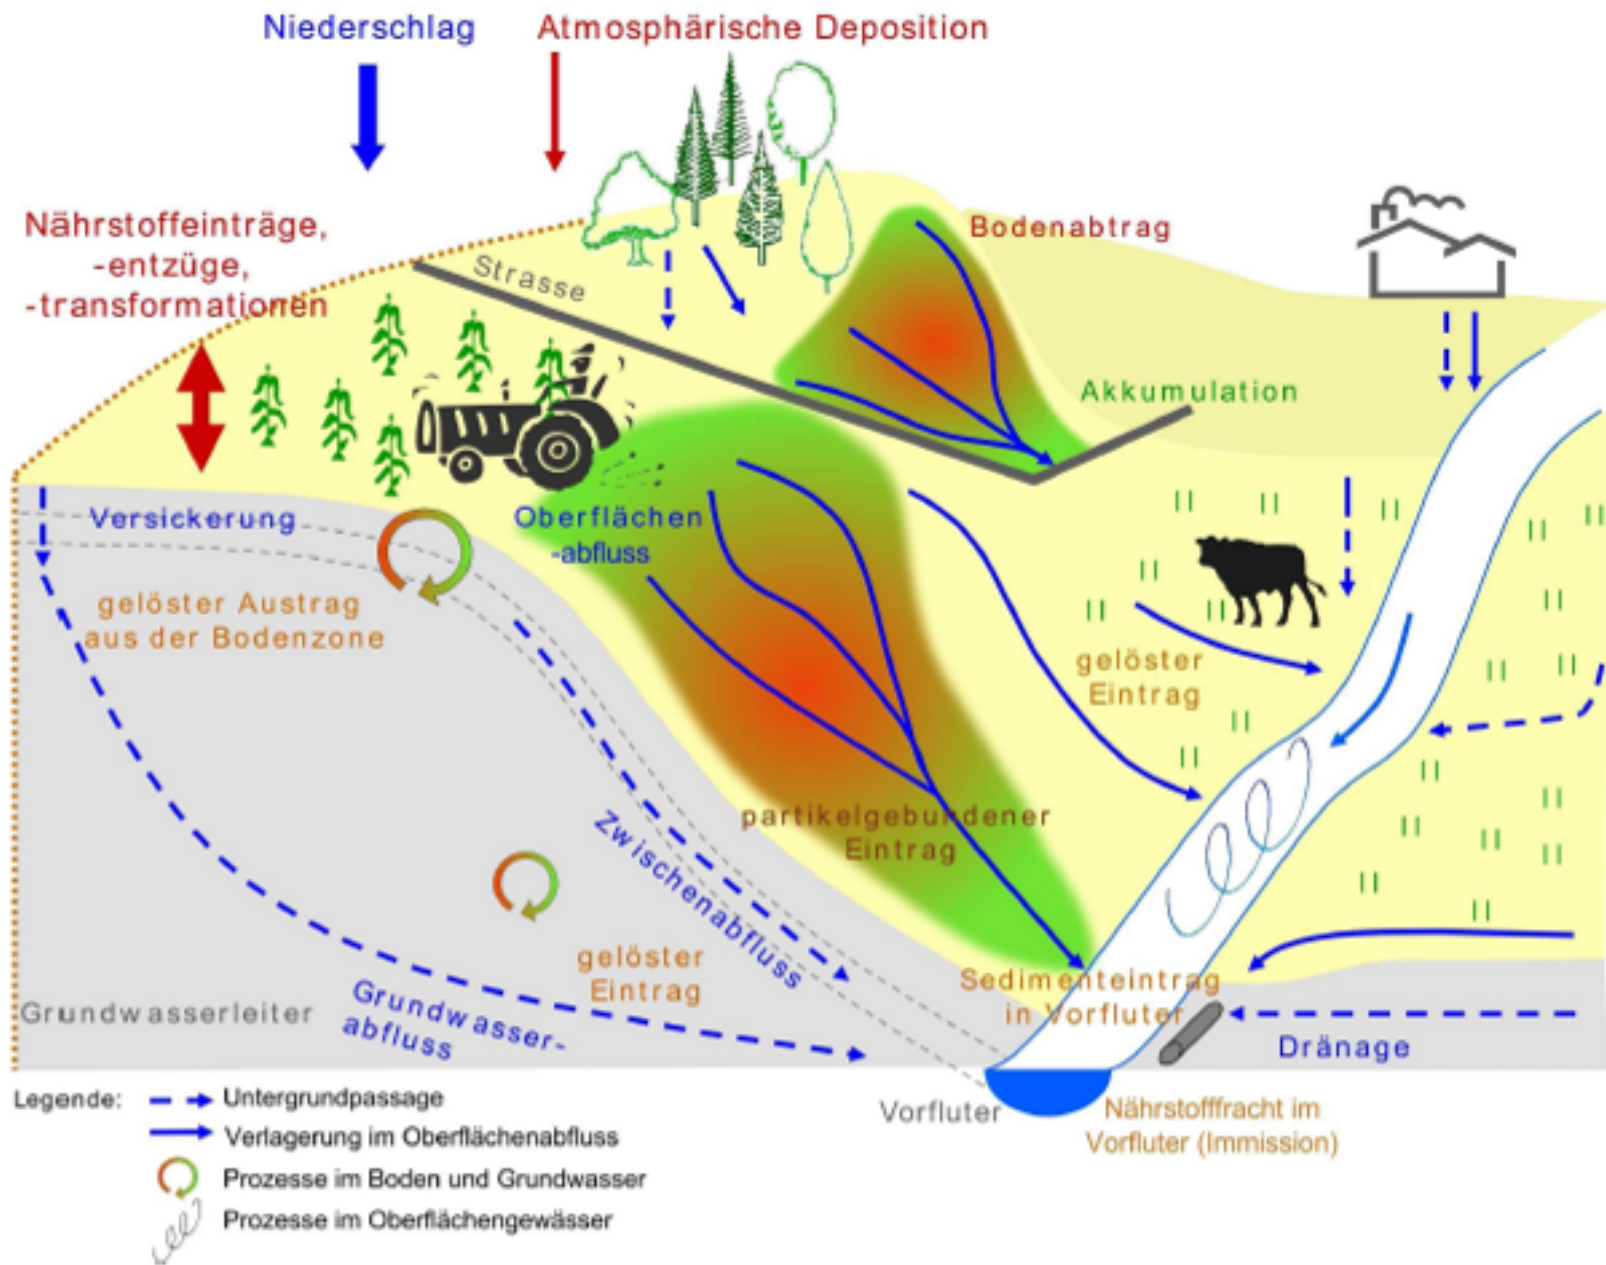 Niederschlag
Atmosphärische Deposition
Nährstoffeinträge,
-entzüge,
-transformationen
Strasse
Bodenabtrag
Akkumulation
Versickerung
Oberflächen
-abfluss
gelöster Austrag
aus der Bodenzone
gelöster
Eintrag
Zwischenabfluss
partikelgebundener
Eintrag
gelöster
Eintrag
Grundwasser-
abfluss
Grundwasserleiter
Sedimenteintrag
in Vorfluter
Dränage
Vorfluter
Nährstofffracht im
Vorfluter (Immission)
Legende:
Untergrundpassage
Verlagerung im Oberflächenabfluss
Prozesse im Boden und Grundwasser
Prozesse im Oberflächengewässer